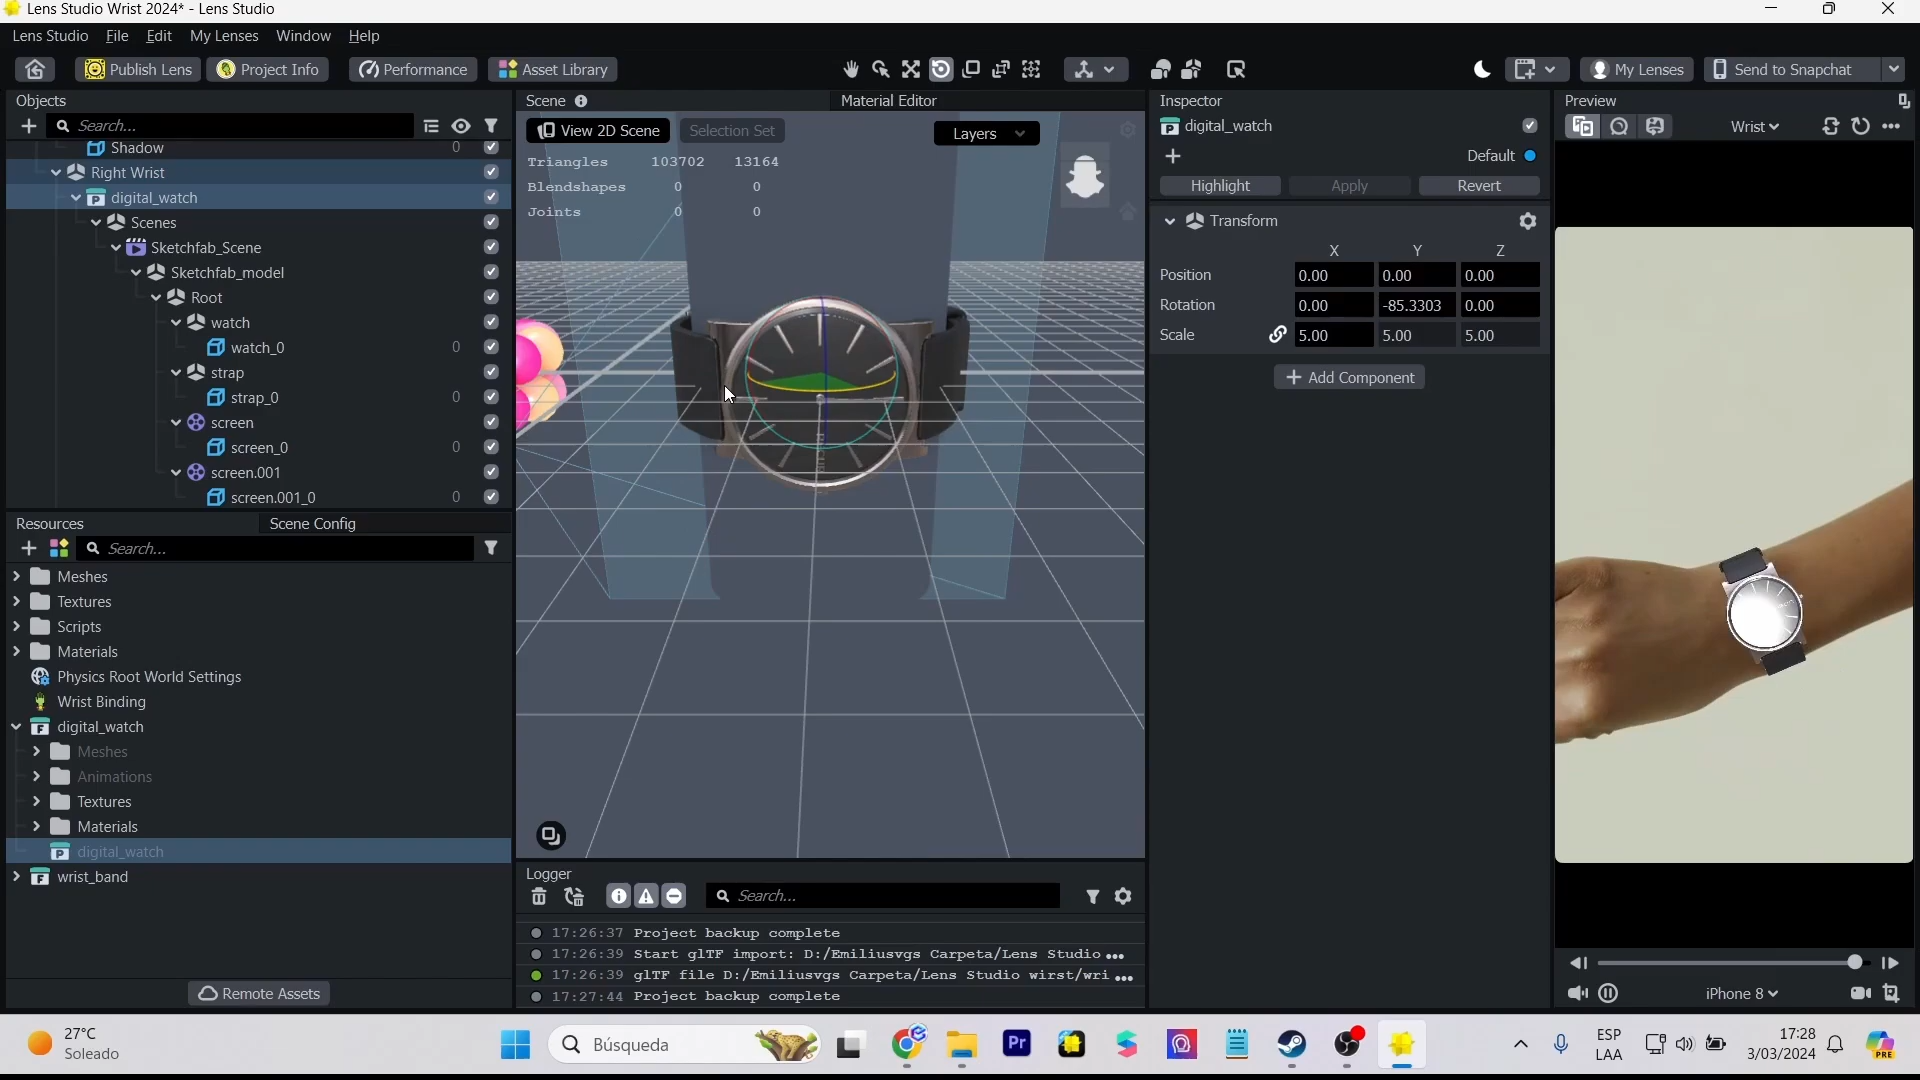 Lens Studio Wrist 2024* - Lens Studio
Lens Studio File Edit My Lenses Window Help
Publish Lens Project Info Performance Asset Library My Lenses Send to Snapchat
Objects
Search...
Shadow 0
Right Wrist
digital_watch
Scenes
Sketchfab_Scene
Sketchfab_model
Root
watch
watch_0 0
strap
strap_0 0
screen
screen_0 0
screen.001
screen.001_0 0
Resources Scene Config
Search...
Meshes
Textures
Scripts
Materials
Physics Root World Settings
Wrist Binding
digital_watch
Meshes
Animations
Textures
Materials
digital_watch
wrist_band
Remote Assets
Scene Material Editor
View 2D Scene Selection Set Layers
Triangles 103702 13164
Blendshapes 0 0
Joints 0 0
Logger
Search...
17:26:37 Project backup complete
17:26:39 Start glTF import: D:/Emiliusvgs Carpeta/Lens Studio ...
17:26:39 glTF file D:/Emiliusvgs Carpeta/Lens Studio wirst/wri ...
17:27:44 Project backup complete
Inspector
digital_watch
Default
Highlight Apply Revert
Transform
X Y Z
Position 0.00 0.00 0.00
Rotation 0.00 -85.3303 0.00
Scale 5.00 5.00 5.00
Add Component
Preview
Wrist
iPhone 8
27°C
Soleado
Búsqueda
Pr
ESP
LAA
17:28
3/03/2024
PRE